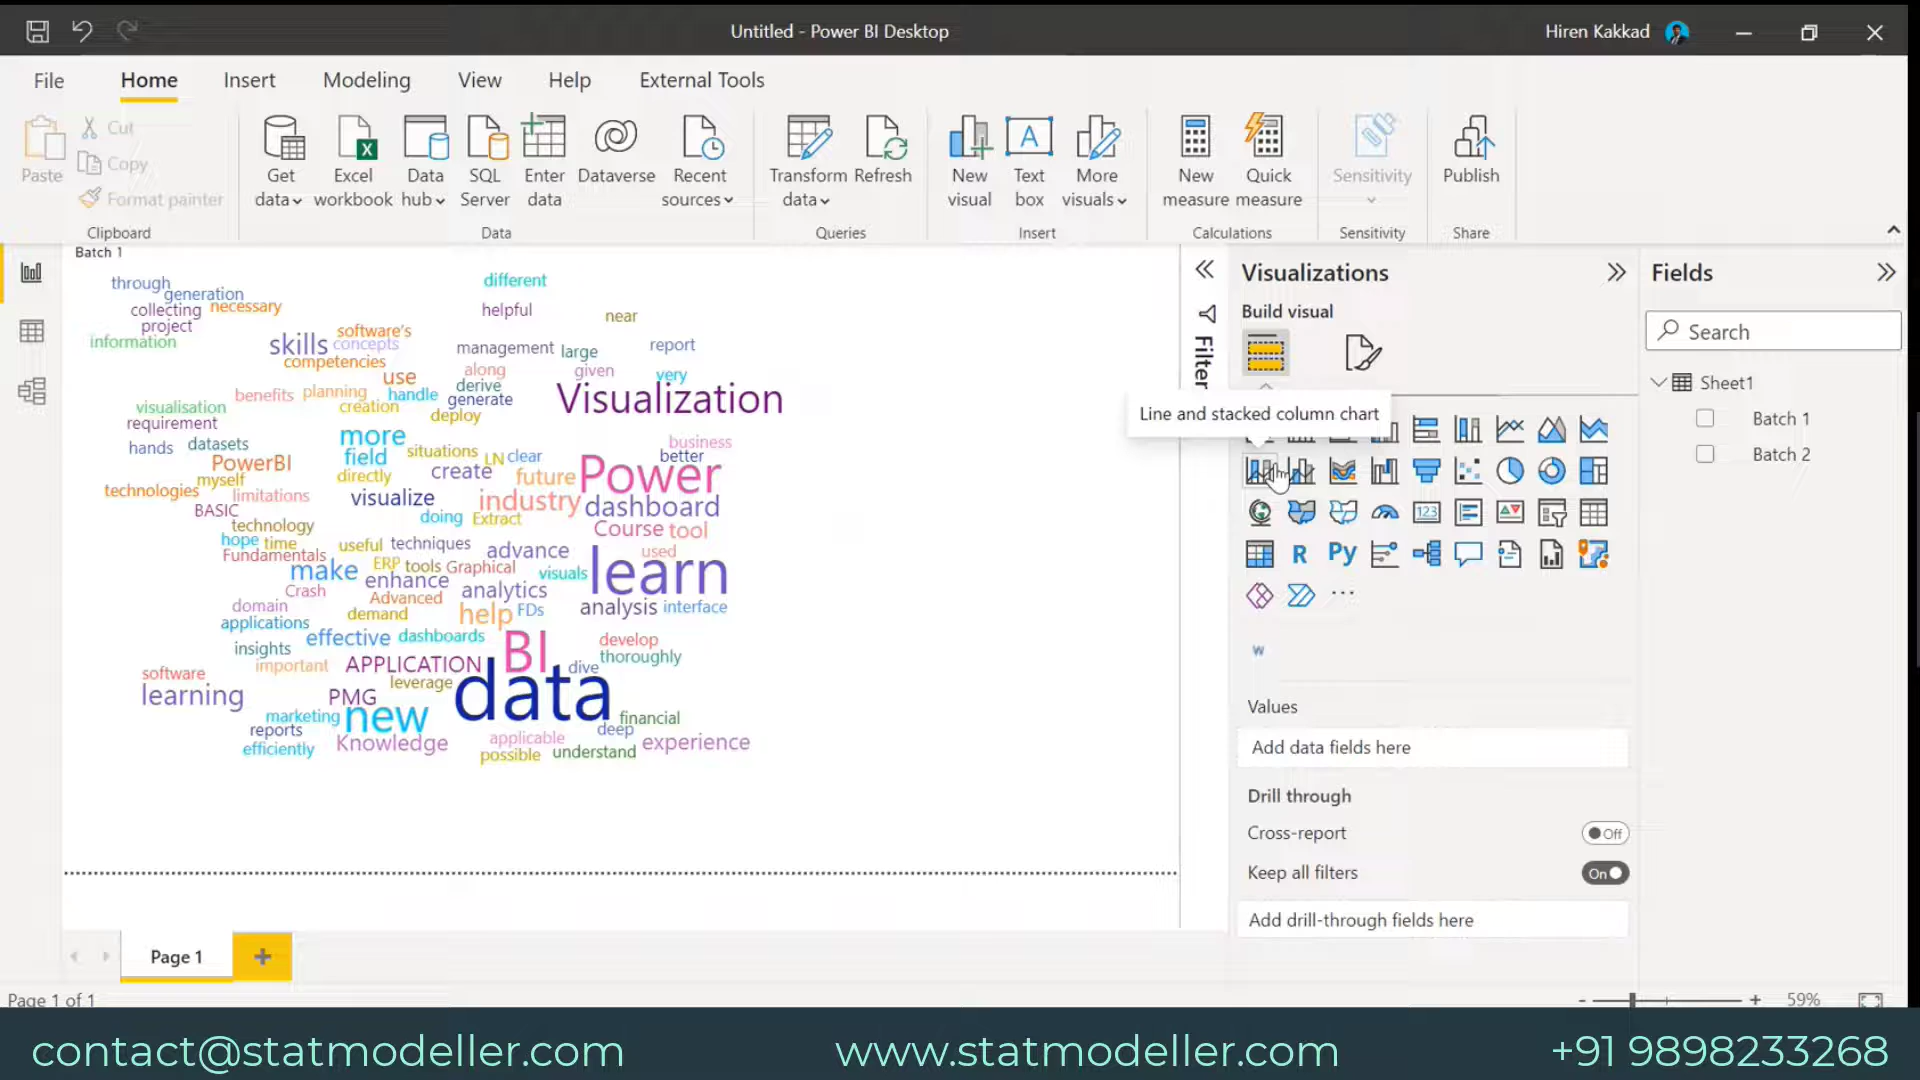 Untitled - Power BI Desktop
Hiren Kakkad
File Home Insert Modeling View Help External Tools
Paste
Cut
Copy
Format painter
Clipboard
Get data
Excel workbook
Data hub
SQL Server
Enter data
Dataverse
Recent sources
Data
Transform data
Refresh
Queries
New visual
Text box
More visuals
Insert
New measure
Quick measure
Calculations
Sensitivity
Sensitivity
Publish
Share
Batch 1
through
different
generation
collecting
necessary
helpful
project
near
information
software's
skills
concepts
management
large
report
competencies
along
given
very
use
derive
benefits
planning
handle
generate
Visualization
visualisation
creation
deploy
requirement
more
business
hands
datasets
field
situations
LN
clear
better
PowerBI
create
future
Power
myself
directly
technologies
limitations
visualize
industry
dashboard
BASIC
doing
Extract
technology
Course
tool
hope
time
useful
techniques
advance
used
Fundamentals
ERP
tools
Graphical
visuals
learn
make
enhance
Crash
Advanced
analytics
analysis
interface
domain
demand
help
FDs
applications
effective
dashboards
BI
develop
insights
thoroughly
important
APPLICATION
dive
software
leverage
data
learning
PMG
marketing
new
financial
reports
deep
efficiently
Knowledge
applicable
experience
possible
understand
Filter
Visualizations
Build visual
Line and stacked column chart
123
R
Py
W
Values
Add data fields here
Drill through
Cross-report
Off
Keep all filters
On
Add drill-through fields here
Fields
Search
Sheet1
Batch 1
Batch 2
Page 1
+
Page 1 of 1
- + 59%
contact@statmodeller.com www.statmodeller.com +91 9898233268